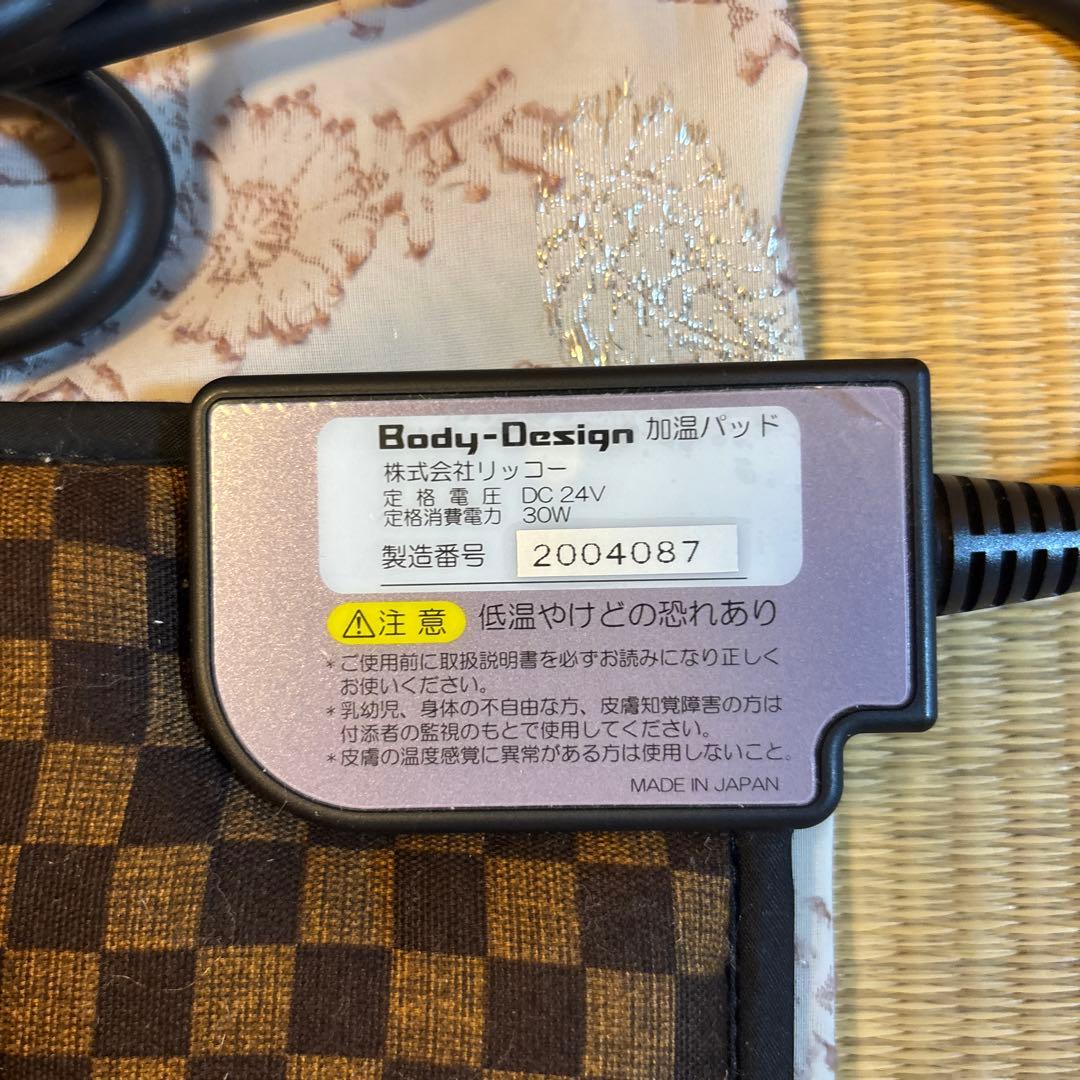 Body-Design 加温パッド
株式会社リッコー
定格電圧 DC 24V
定格消費電力 30W
製造番号 2004087
⚠注意 低温やけどの恐れあり
*ご使用前に取扱説明書を必ずお読みになり正しく
お使いください。
*乳幼児、身体の不自由な方、皮膚知覚障害の方は
付添者の監視のもとで使用してください。
*皮膚の温度感覚に異常がある方は使用しないこと。
MADE IN JAPAN